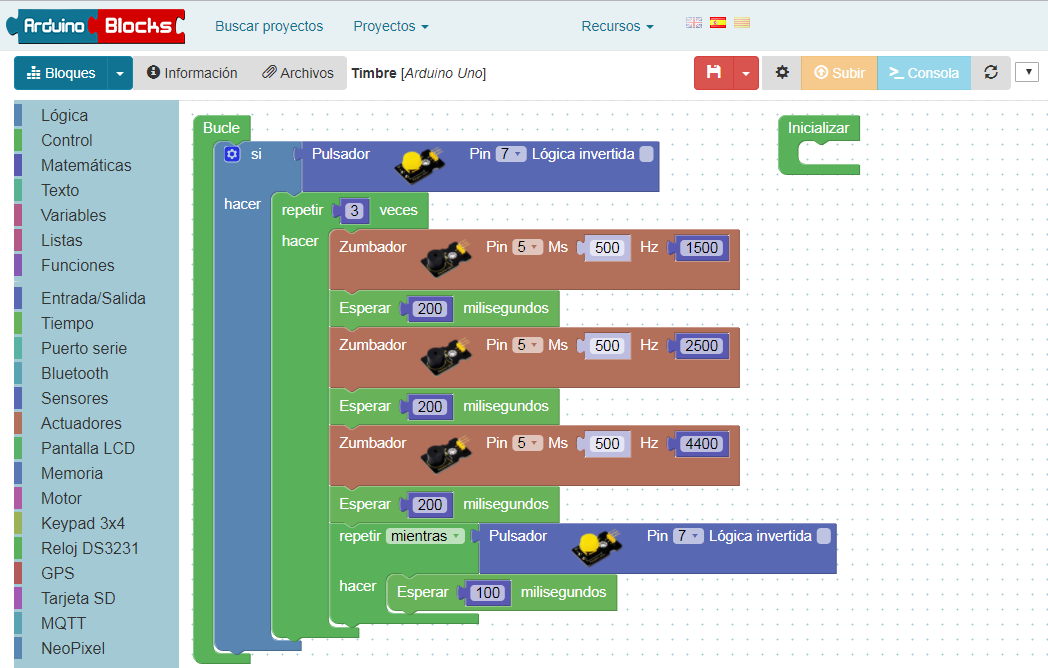 Arduino Blocks
Buscar proyectos Proyectos Recursos
Bloques Información Archivos Timbre [Arduino Uno] Subir >_ Consola
Lógica
Control
Matemáticas
Texto
Variables
Listas
Funciones
Entrada/Salida
Tiempo
Puerto serie
Bluetooth
Sensores
Actuadores
Pantalla LCD
Memoria
Motor
Keypad 3x4
Reloj DS3231
GPS
Tarjeta SD
MQTT
NeoPixel
Bucle
si Pulsador Pin 7 Lógica invertida
hacer
repetir 3 veces
hacer
Zumbador Pin 5 Ms 500 Hz 1500
Esperar 200 milisegundos
Zumbador Pin 5 Ms 500 Hz 2500
Esperar 200 milisegundos
Zumbador Pin 5 Ms 500 Hz 4400
Esperar 200 milisegundos
repetir mientras Pulsador Pin 7 Lógica invertida
hacer Esperar 100 milisegundos
Inicializar